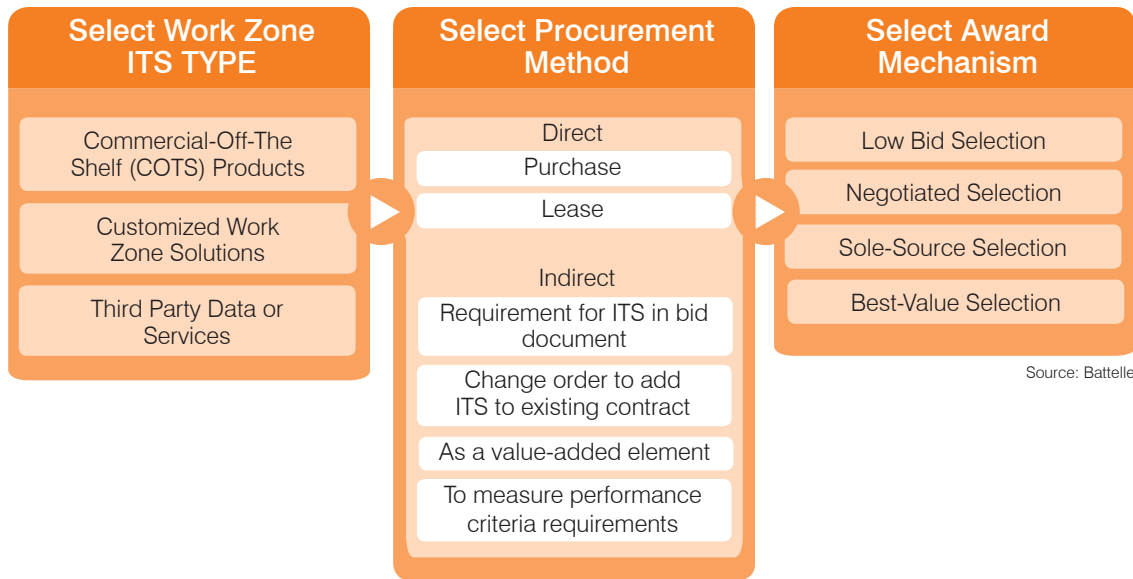 Select Work Zone
ITS TYPE
Commercial-Off-The
Shelf (COTS) Products
Customized Work
Zone Solutions
Third Party Data or
Services
Select Procurement
Method
Direct
Purchase
Lease
Indirect
Requirement for ITS in bid
document
Change order to add
ITS to existing contract
As a value-added element
To measure performance
criteria requirements
Select Award
Mechanism
Low Bid Selection
Negotiated Selection
Sole-Source Selection
Best-Value Selection
Source: Battelle